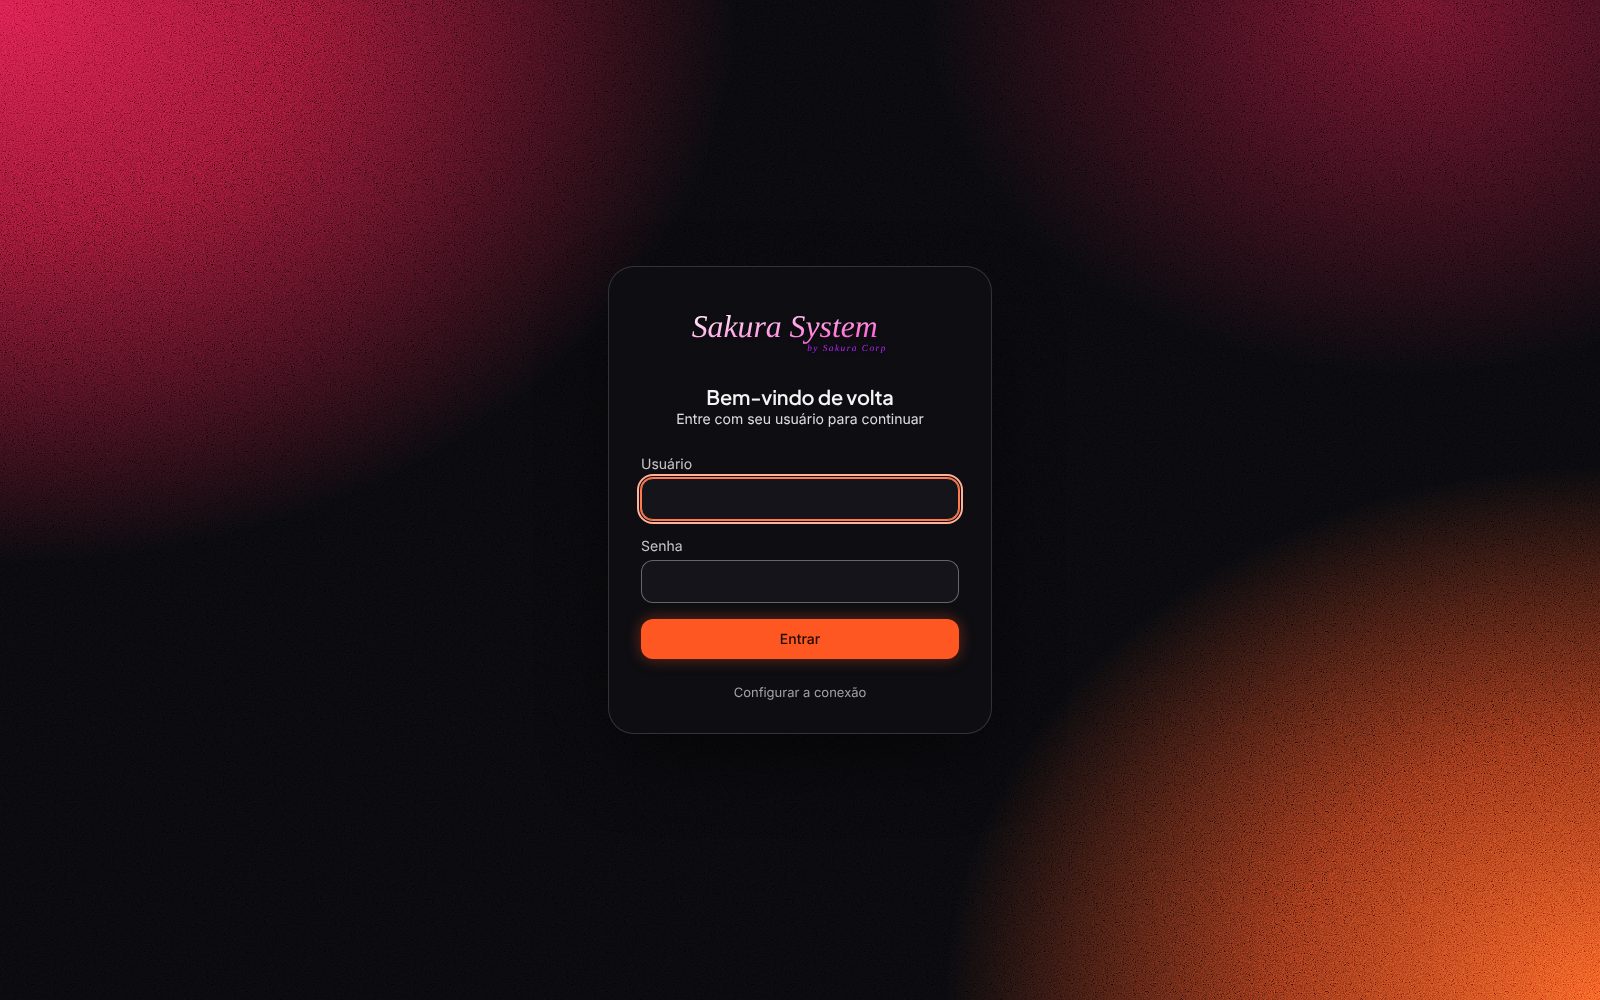 Sakura System
by Sakura Corp
Bem-vindo de volta
Entre com seu usuário para continuar
Usuário
Senha
Entrar
Configurar a conexão